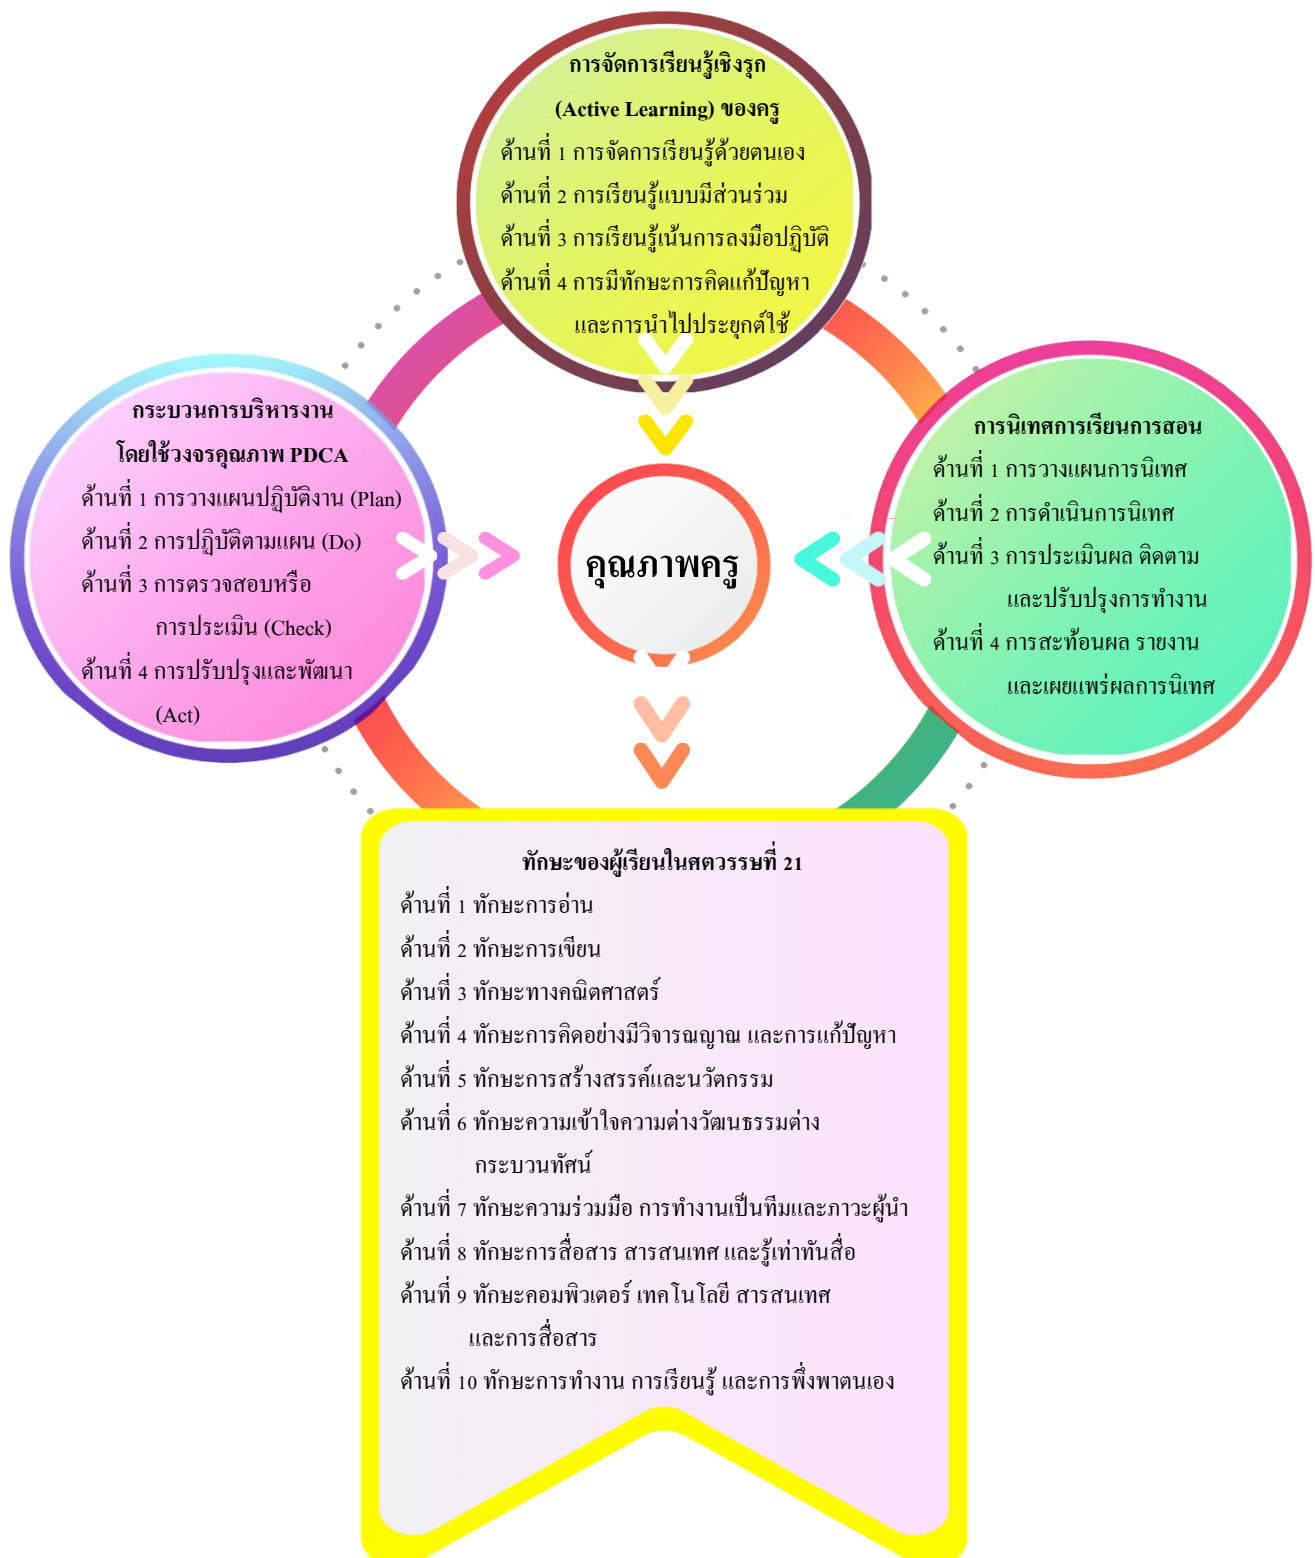 การจัดการเรียนรู้เชิงรุก
(Active Learning) ของครู
ด้านที่ 1 การจัดการเรียนรู้ด้วยตนเอง
ด้านที่ 2 การเรียนรู้แบบมีส่วนร่วม
ด้านที่ 3 การเรียนรู้เน้นการลงมือปฏิบัติ
ด้านที่ 4 การมีทักษะการคิดแก้ปัญหา
และการนำไปประยุกต์ใช้
กระบวนการบริหารงาน
โดยใช้วงจรคุณภาพ PDCA
ด้านที่ 1 การวางแผนปฏิบัติงาน (Plan)
ด้านที่ 2 การปฏิบัติตามแผน (Do)
ด้านที่ 3 การตรวจสอบหรือ
การประเมิน (Check)
ด้านที่ 4 การปรับปรุงและพัฒนา
(Act)
คุณภาพครู
การนิเทศการเรียนการสอน
ด้านที่ 1 การวางแผนการนิเทศ
ด้านที่ 2 การดำเนินการนิเทศ
ด้านที่ 3 การประเมินผล ติดตาม
และปรับปรุงการทำงาน
ด้านที่ 4 การสะท้อนผล รายงาน
และเผยแพร่ผลการนิเทศ
ทักษะของผู้เรียนในศตวรรษที่ 21
ด้านที่ 1 ทักษะการอ่าน
ด้านที่ 2 ทักษะการเขียน
ด้านที่ 3 ทักษะทางคณิตศาสตร์
ด้านที่ 4 ทักษะการคิดอย่างมีวิจารณญาณ และการแก้ปัญหา
ด้านที่ 5 ทักษะการสร้างสรรค์และนวัตกรรม
ด้านที่ 6 ทักษะความเข้าใจความต่างวัฒนธรรมต่าง
กระบวนทัศน์
ด้านที่ 7 ทักษะความร่วมมือ การทำงานเป็นทีมและภาวะผู้นำ
ด้านที่ 8 ทักษะการสื่อสาร สารสนเทศ และรู้เท่าทันสื่อ
ด้านที่ 9 ทักษะคอมพิวเตอร์ เทคโนโลยี สารสนเทศ
และการสื่อสาร
ด้านที่ 10 ทักษะการทำงาน การเรียนรู้ และการพึ่งพาตนเอง